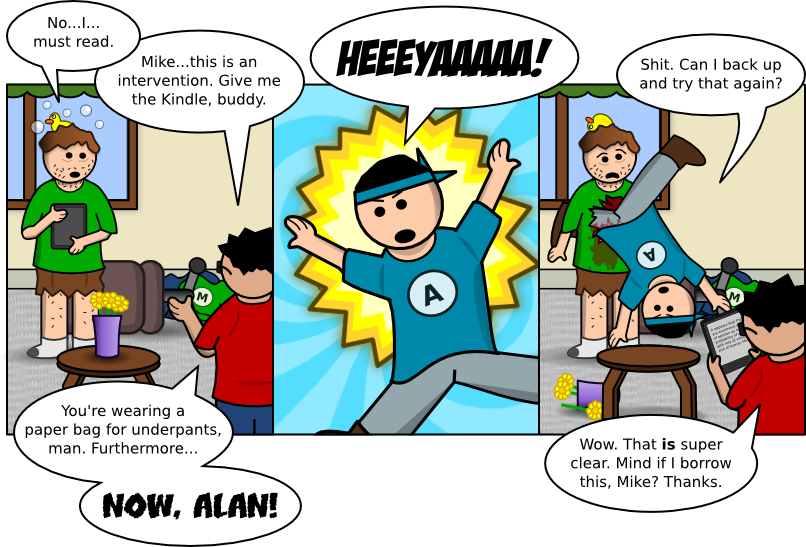 No...I...
must read.
Mike...this is an
intervention. Give me
the Kindle, buddy.
M
You're wearing a
paper bag for underpants,
man. Furthermore...
NOW, ALAN!
HEEEYAAAAA!
A
Shit. Can I back up
and try that again?
A
M
Wow. That is super
clear. Mind if I borrow
this, Mike? Thanks.